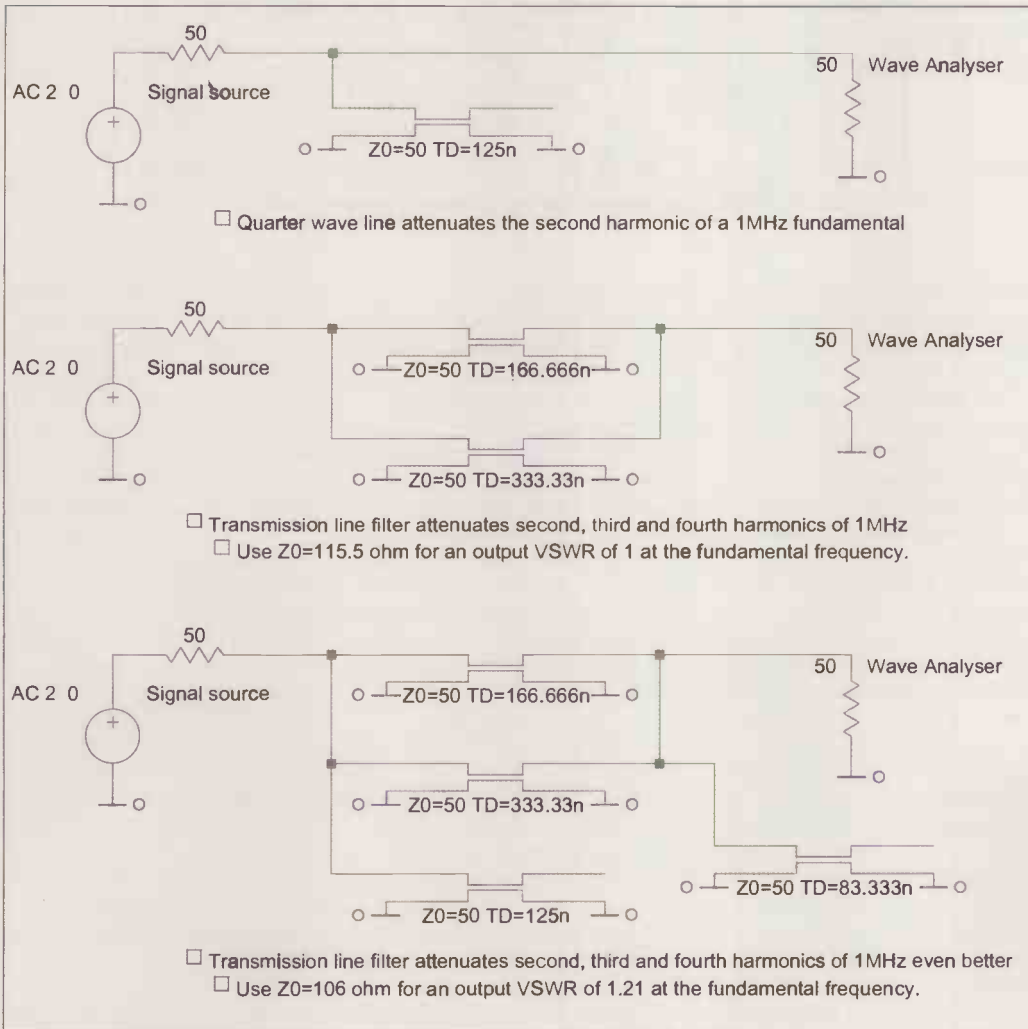 50
50 Wave Analyser
AC 2 0 Signal source
Z0=50 TD=125n
Quarter wave line attenuates the second harmonic of a 1MHz fundamental
50
50 Wave Analyser
AC 2 0 Signal source
Z0=50 TD=166.666n
Z0=50 TD=333.33n
Transmission line filter attenuates second, third and fourth harmonics of 1MHz
Use Z0=115.5 ohm for an output VSWR of 1 at the fundamental frequency.
50
50 Wave Analyser
AC 2 0 Signal source
Z0=50 TD=166.666n
Z0=50 TD=333.33n
Z0=50 TD=83.333n
Z0=50 TD=125n
Transmission line filter attenuates second, third and fourth harmonics of 1MHz even better
Use Z0=106 ohm for an output VSWR of 1.21 at the fundamental frequency.